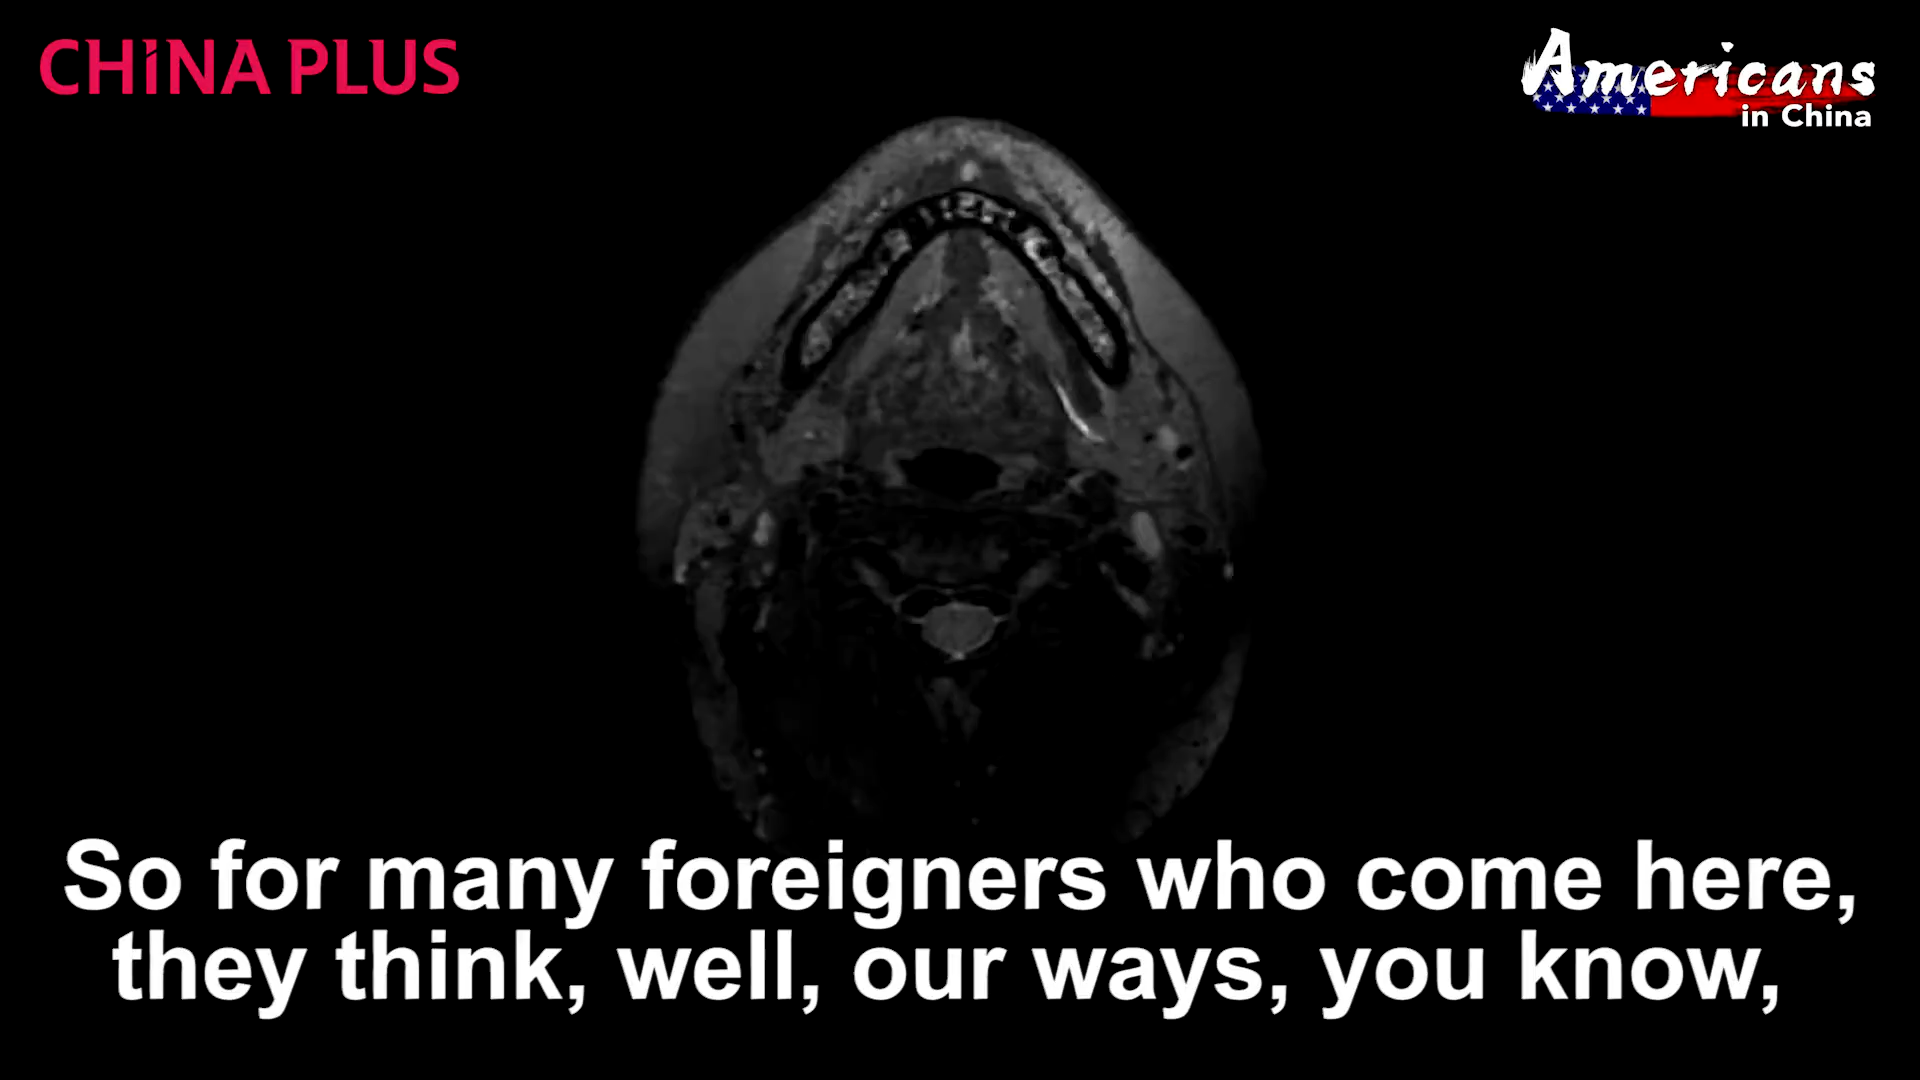 CHINA PLUS
Americans
in China
So for many foreigners who come here,
they think, well, our ways, you know,